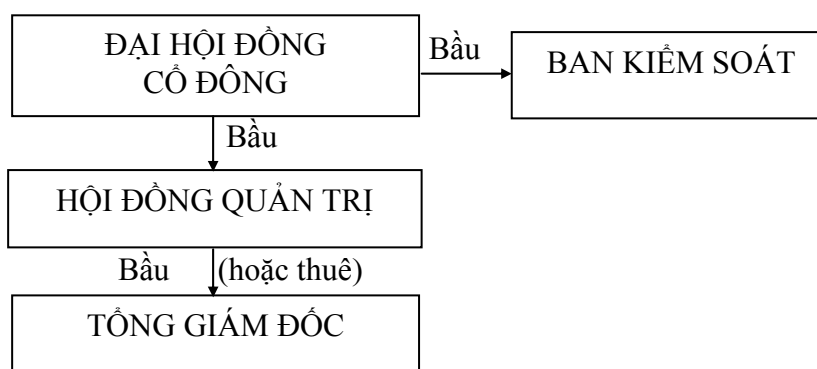 ĐẠI HỘI ĐỒNG
CỔ ĐÔNG
Bầu
BAN KIỂM SOÁT
Bầu
HỘI ĐỒNG QUẢN TRỊ
Bầu (hoặc thuê)
TỔNG GIÁM ĐỐC